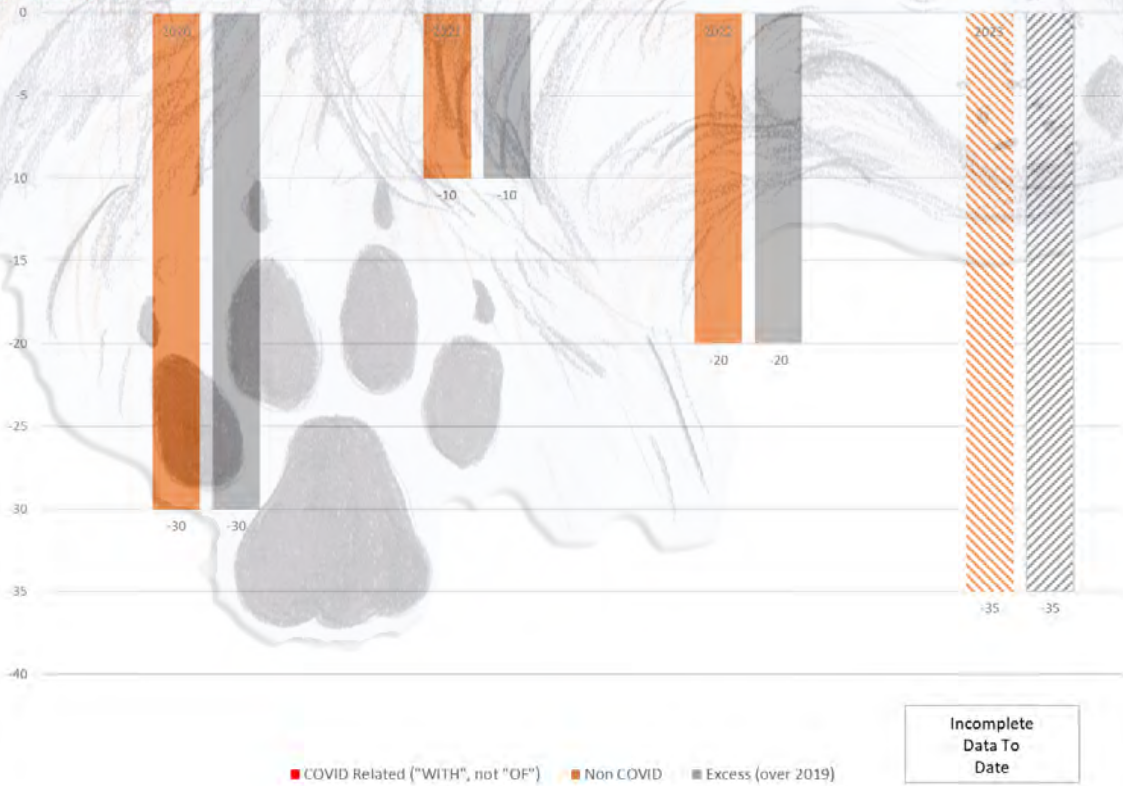 0
2020 2021 2022 2023
-5
-10
-10 -10
-15
-20
-20 -20
-25
-30
-30 -30
-35
-35 -35
-40
Incomplete
Data To
Date
COVID Related ("WITH", not "OF") Non COVID Excess (over 2019)